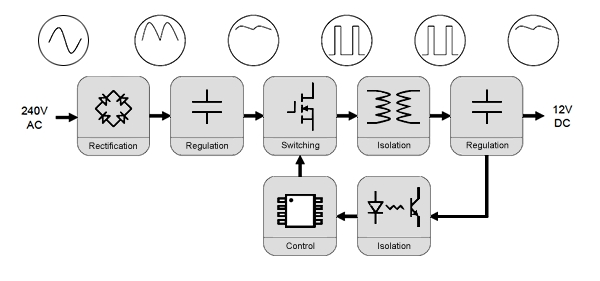 240V
AC
Rectification
Regulation
Switching
Isolation
Regulation
12V
DC
Control
Isolation